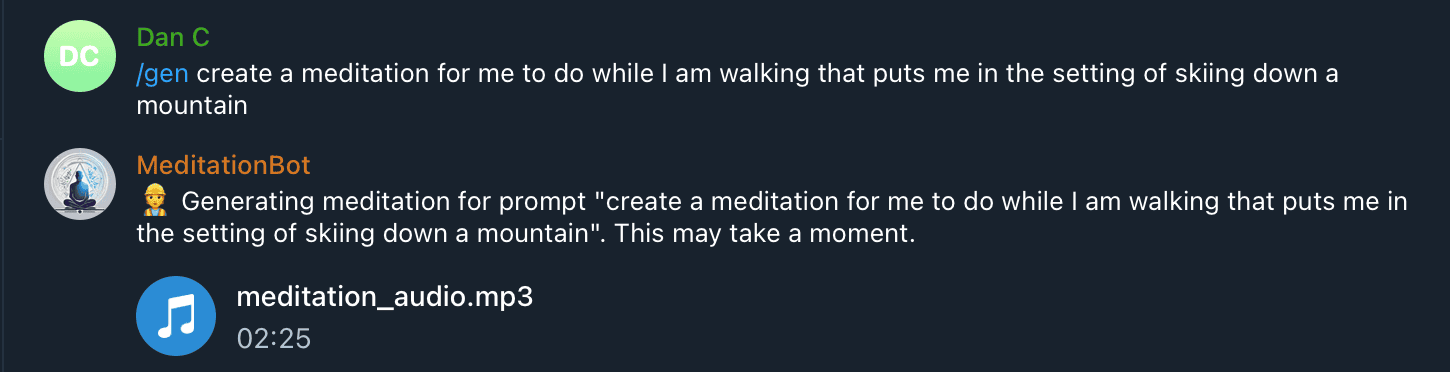 DC
Dan C
/gen create a meditation for me to do while I am walking that puts me in the setting of skiing down a
mountain
MeditationBot
👷 Generating meditation for prompt "create a meditation for me to do while I am walking that puts me in
the setting of skiing down a mountain". This may take a moment.
meditation_audio.mp3
02:25